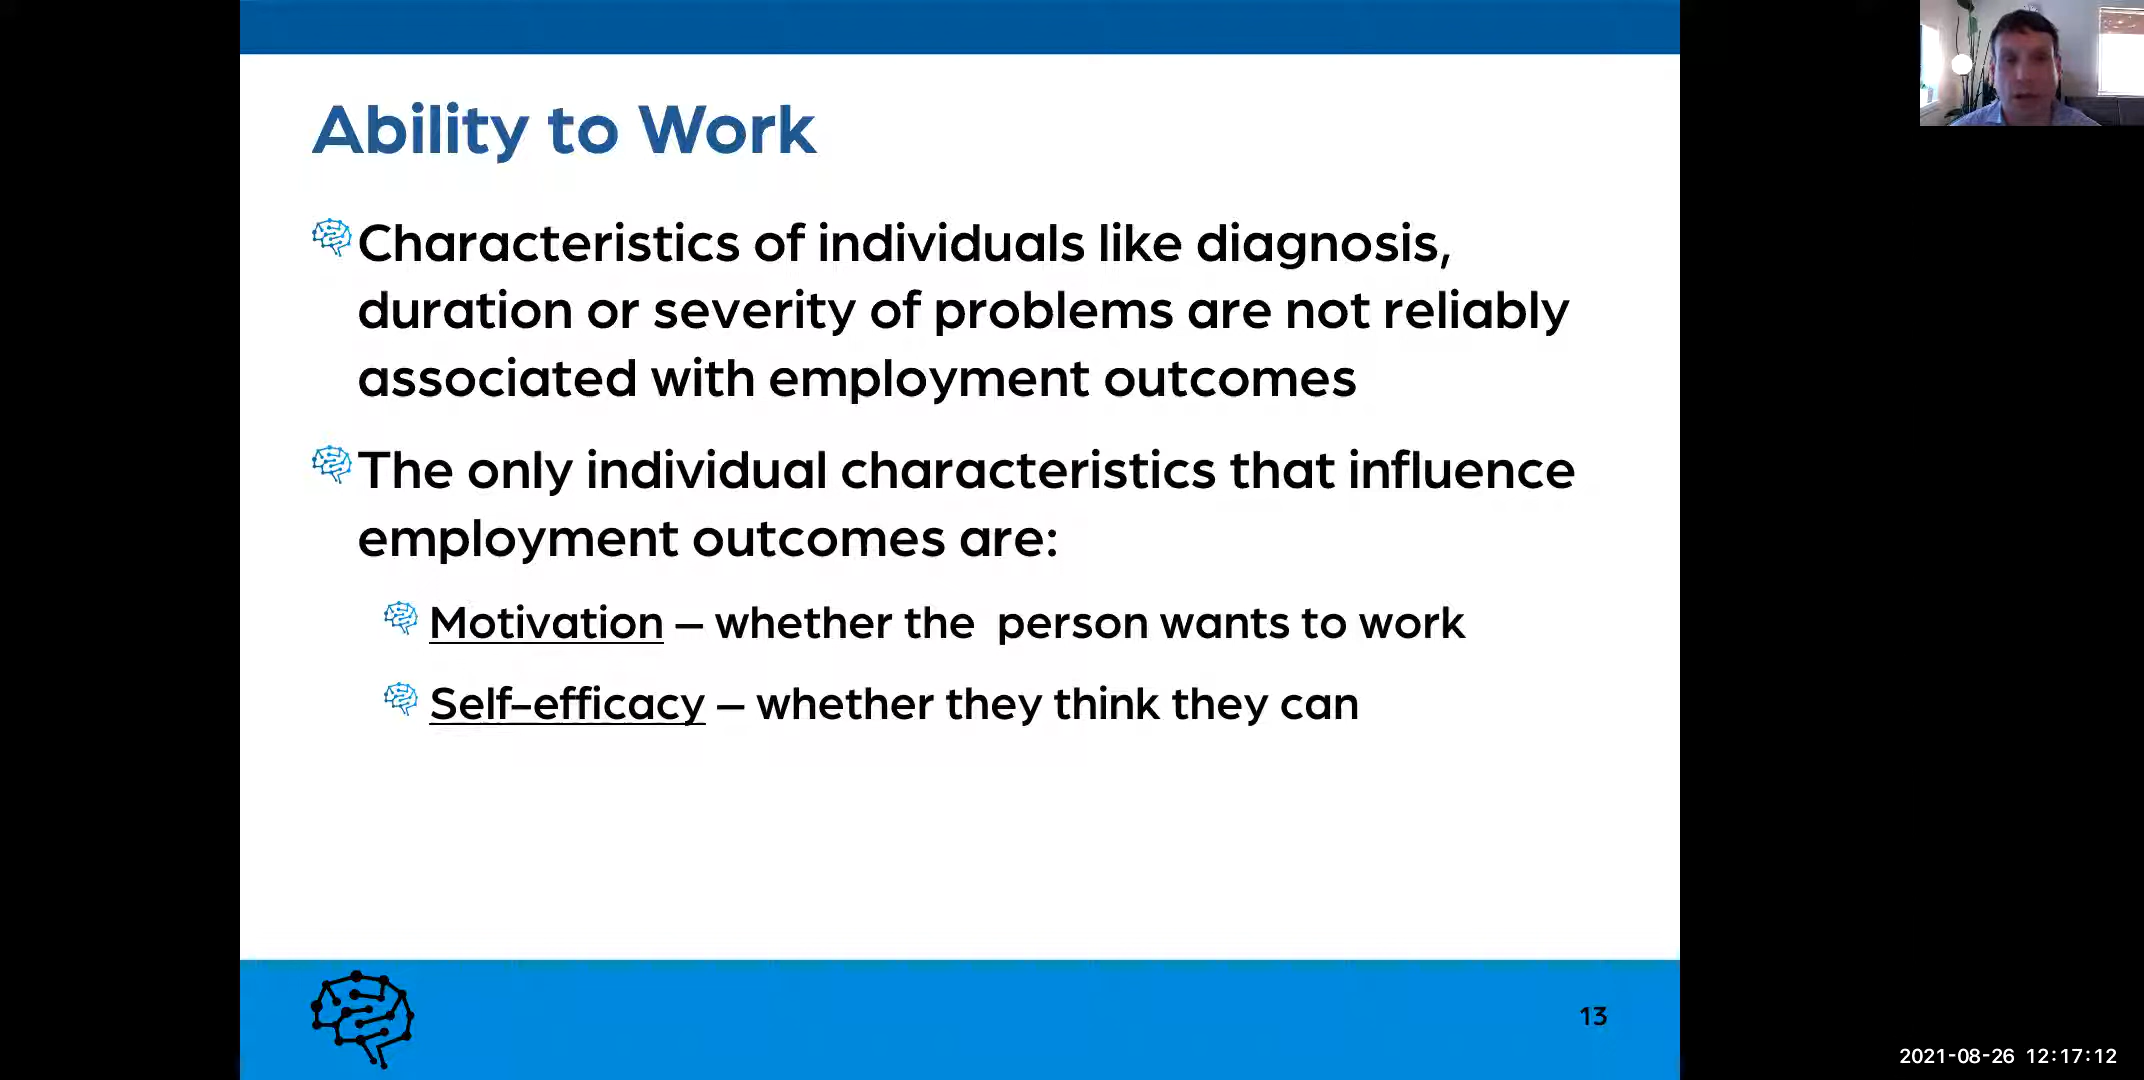 Ability to Work
Characteristics of individuals like diagnosis,
duration or severity of problems are not reliably
associated with employment outcomes
The only individual characteristics that influence
employment outcomes are:
Motivation – whether the  person wants to work
Self-efficacy – whether they think they can
13
2021-08-26 12:17:12